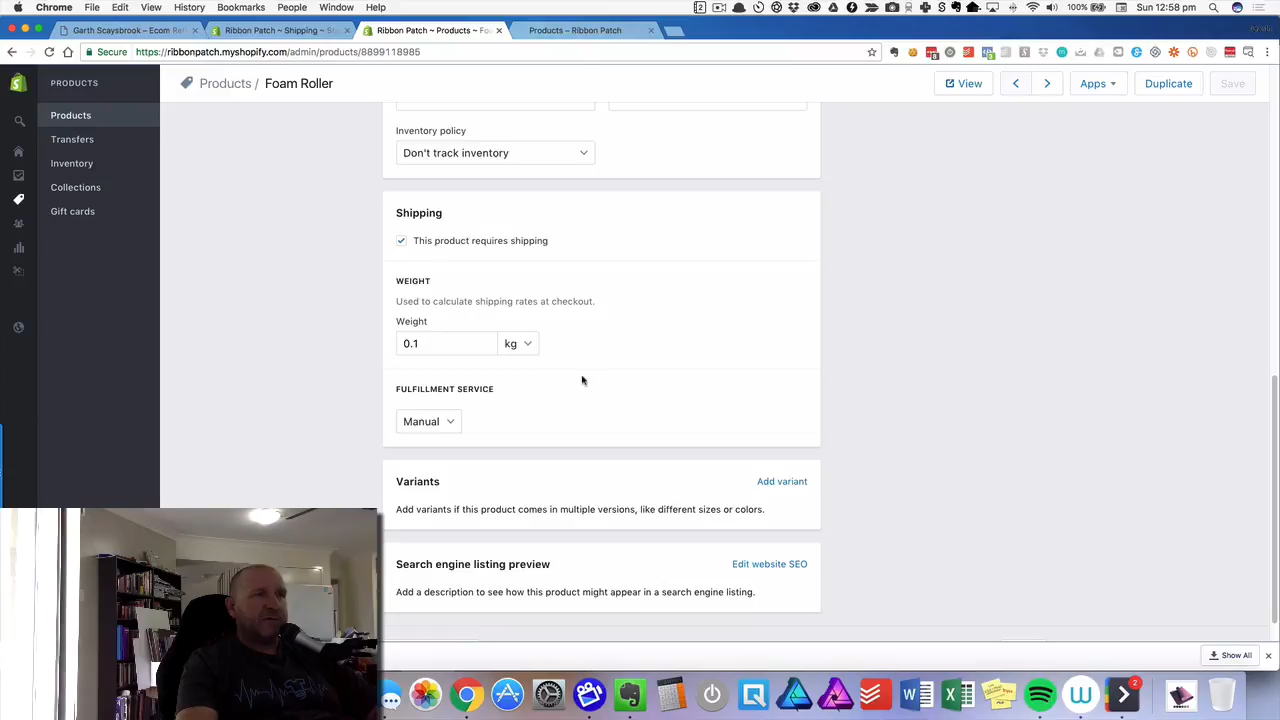 Chrome File Edit View History Bookmarks People Window Help 100% Sun 12:58 pm
Garth Scaysbrook – Ecom Re Ribbon Patch ~ Shipping ~ S Ribbon Patch ~ Products ~ Fo Products – Ribbon Patch
Secure https://ribbonpatch.myshopify.com/admin/products/8899118985
PRODUCTS Products / Foam Roller View Apps Duplicate Save
Products
Transfers
Inventory
Collections
Gift cards
Inventory policy
Don't track inventory
Shipping
This product requires shipping
WEIGHT
Used to calculate shipping rates at checkout.
Weight
0.1 kg
FULFILLMENT SERVICE
Manual
Variants Add variant
Add variants if this product comes in multiple versions, like different sizes or colors.
Search engine listing preview Edit website SEO
Add a description to see how this product might appear in a search engine listing.
Show All
2